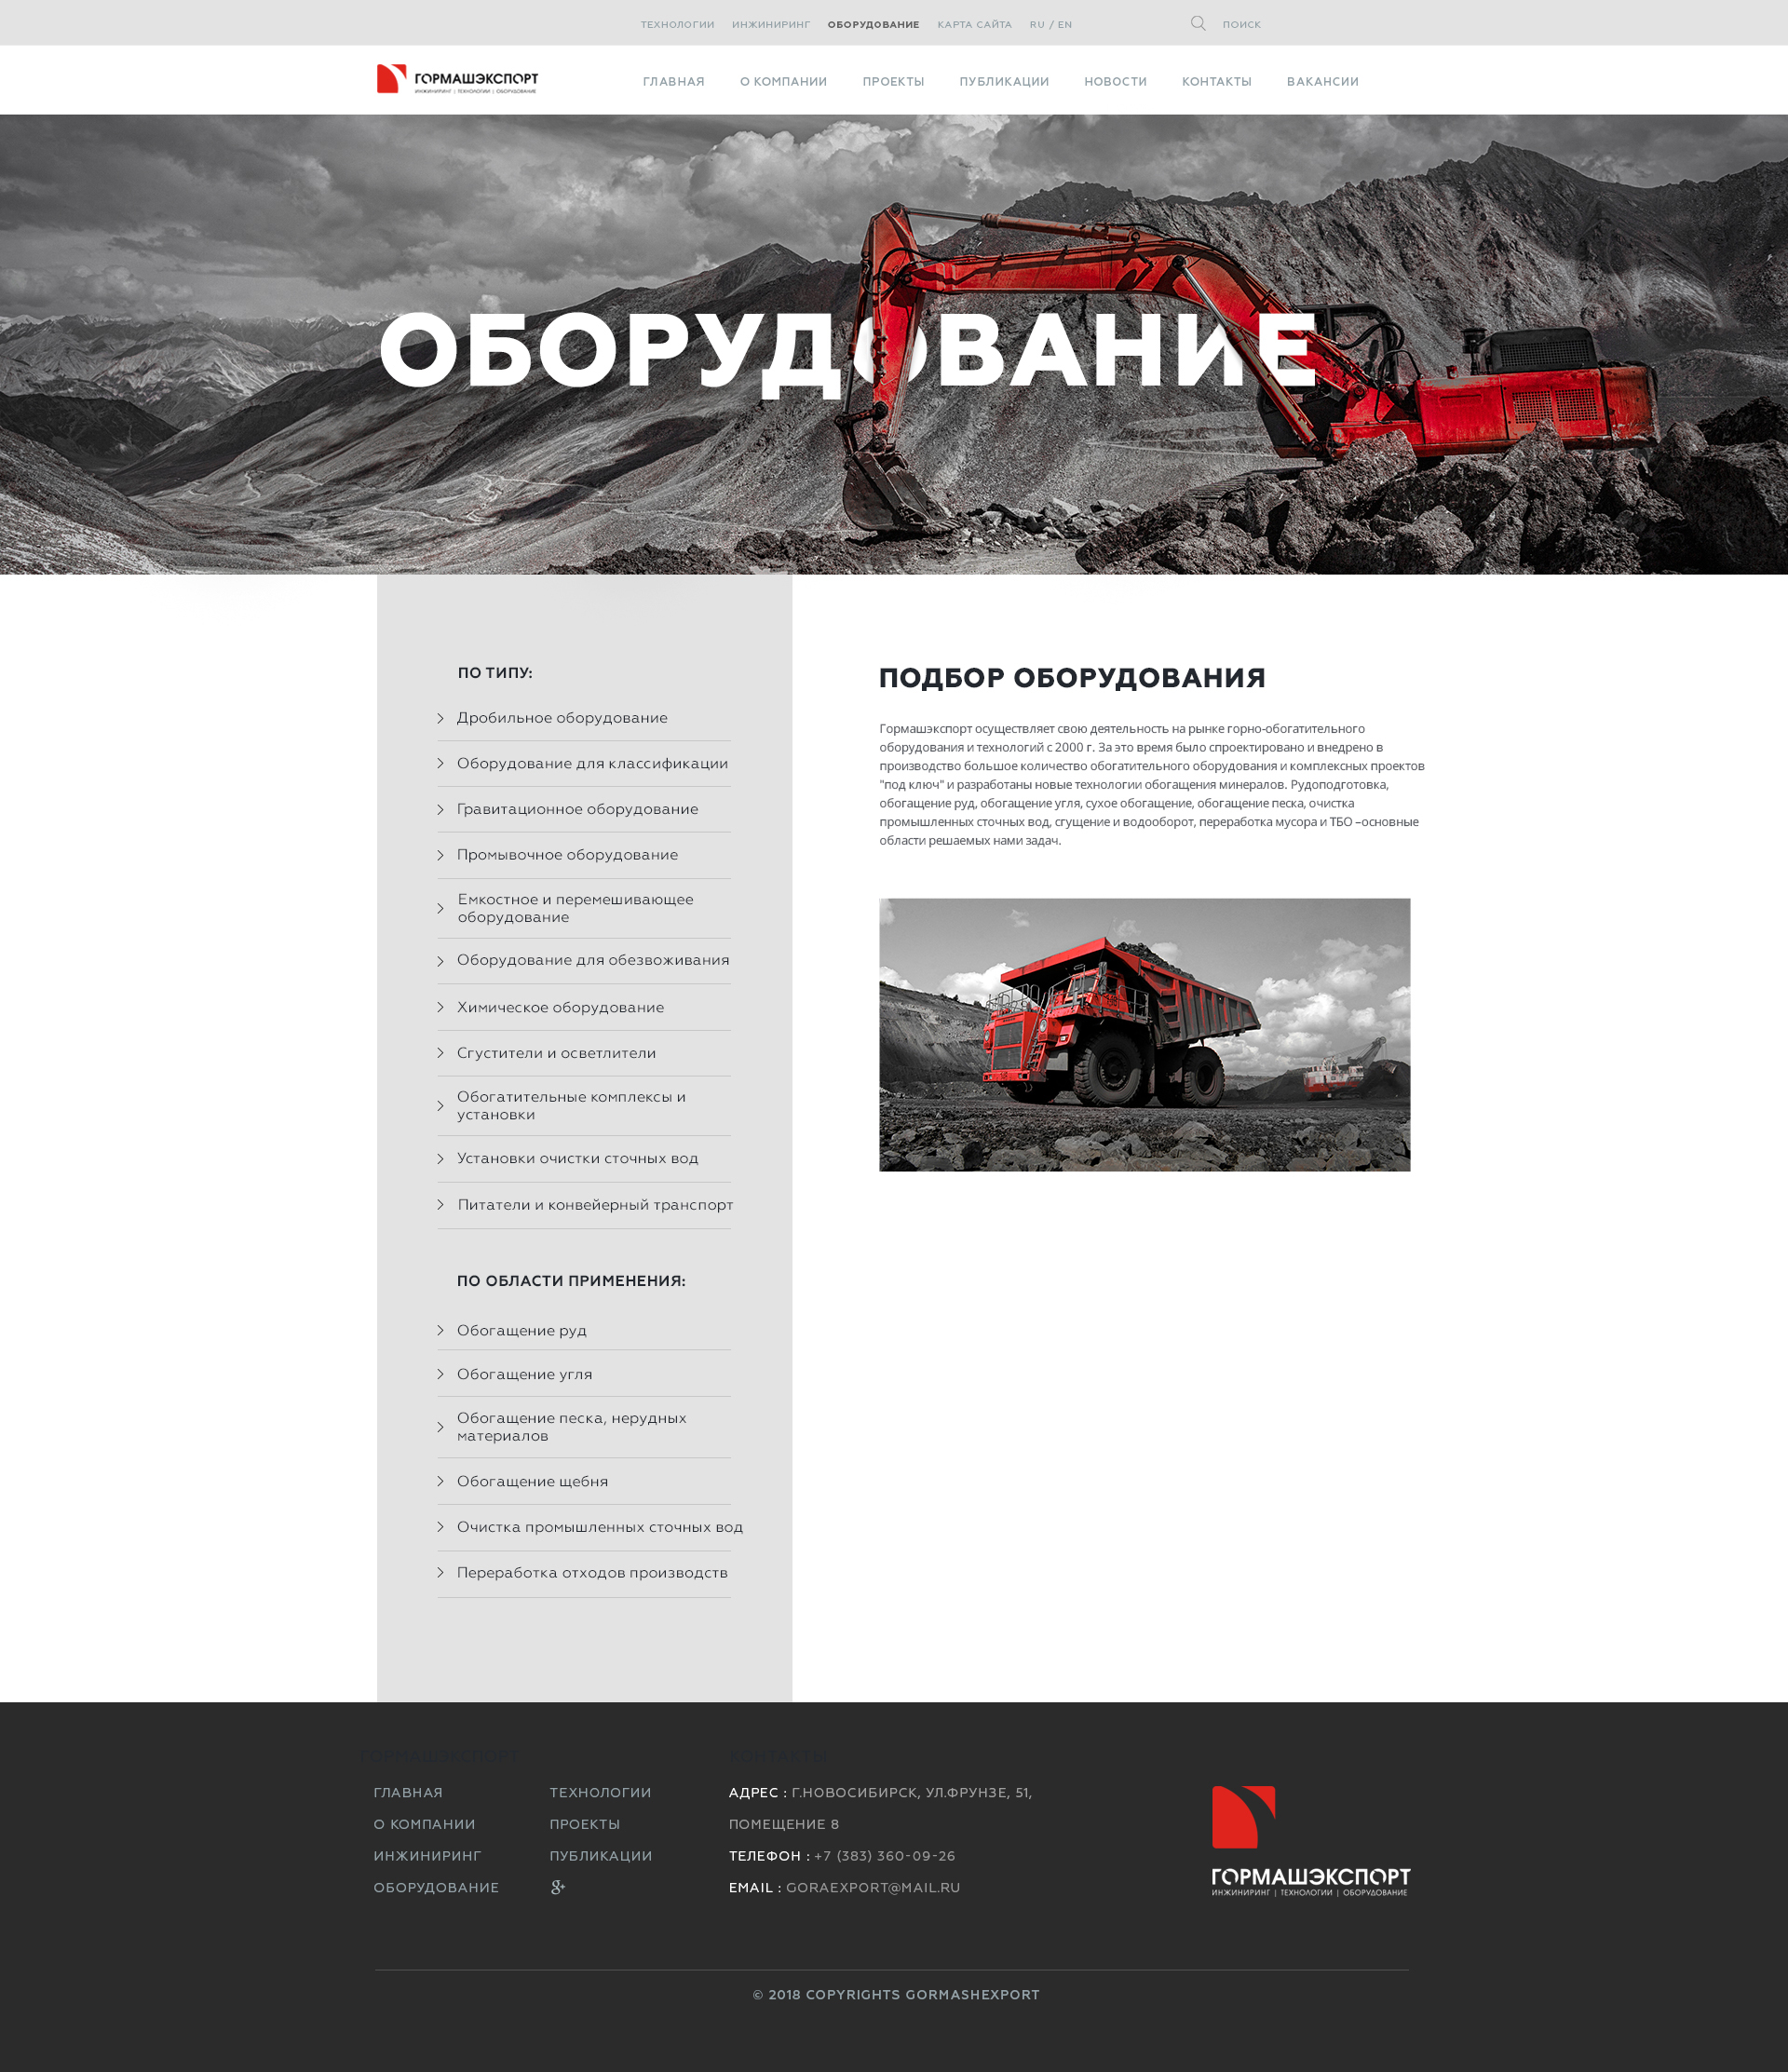 ТЕХНОЛОГИИ ИНЖИНИРИНГ ОБОРУДОВАНИЕ КАРТА САЙТА RU / EN ПОИСК
ГОРМАШЭКСПОРТ
ИНЖИНИРИНГ | ТЕХНОЛОГИИ | ОБОРУДОВАНИЕ
ГЛАВНАЯ О КОМПАНИИ ПРОЕКТЫ ПУБЛИКАЦИИ НОВОСТИ КОНТАКТЫ ВАКАНСИИ
ОБОРУДОВАНИЕ
ПО ТИПУ:
Дробильное оборудование
Оборудование для классификации
Гравитационное оборудование
Промывочное оборудование
Емкостное и перемешивающее
оборудование
Оборудование для обезвоживания
Химическое оборудование
Сгустители и осветлители
Обогатительные комплексы и
установки
Установки очистки сточных вод
Питатели и конвейерный транспорт
ПО ОБЛАСТИ ПРИМЕНЕНИЯ:
Обогащение руд
Обогащение угля
Обогащение песка, нерудных
материалов
Обогащение щебня
Очистка промышленных сточных вод
Переработка отходов производств
ПОДБОР ОБОРУДОВАНИЯ
Гормашэкспорт осуществляет свою деятельность на рынке горно-обогатительного
оборудования и технологий с 2000 г. За это время было спроектировано и внедрено в
производство большое количество обогатительного оборудования и комплексных проектов
"под ключ" и разработаны новые технологии обогащения минералов. Рудоподготовка,
обогащение руд, обогащение угля, сухое обогащение, обогащение песка, очистка
промышленных сточных вод, сгущение и водооборот, переработка мусора и ТБО –основные
области решаемых нами задач.
ГОРМАШЭКСПОРТ
ГЛАВНАЯ
О КОМПАНИИ
ИНЖИНИРИНГ
ОБОРУДОВАНИЕ
ТЕХНОЛОГИИ
ПРОЕКТЫ
ПУБЛИКАЦИИ
g+
КОНТАКТЫ
АДРЕС : Г.НОВОСИБИРСК, УЛ.ФРУНЗЕ, 51,
ПОМЕЩЕНИЕ 8
ТЕЛЕФОН : +7 (383) 360-09-26
EMAIL : GORAEXPORT@MAIL.RU
ГОРМАШЭКСПОРТ
ИНЖИНИРИНГ | ТЕХНОЛОГИИ | ОБОРУДОВАНИЕ
© 2018 COPYRIGHTS GORMASHEXPORT